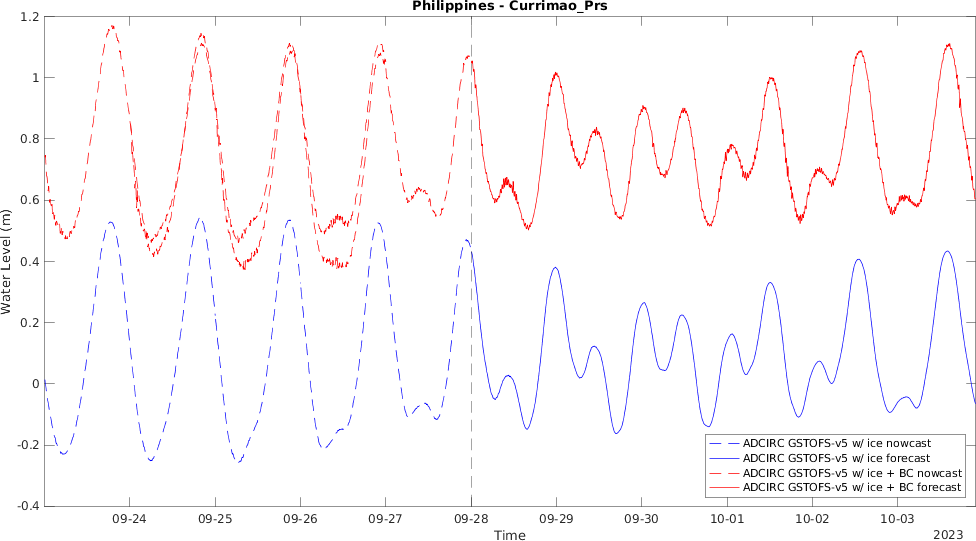 Philippines - Currimao_Prs
1.2
1
0.8
0.6
0.4
0.2
0
-0.2
-0.4
Water Level (m)
ADCIRC GSTOFS-v5 w/ ice nowcast
ADCIRC GSTOFS-v5 w/ ice forecast
ADCIRC GSTOFS-v5 w/ ice + BC nowcast
ADCIRC GSTOFS-v5 w/ ice + BC forecast
09-24 09-25 09-26 09-27 09-28 09-29 09-30 10-01 10-02 10-03
Time
2023